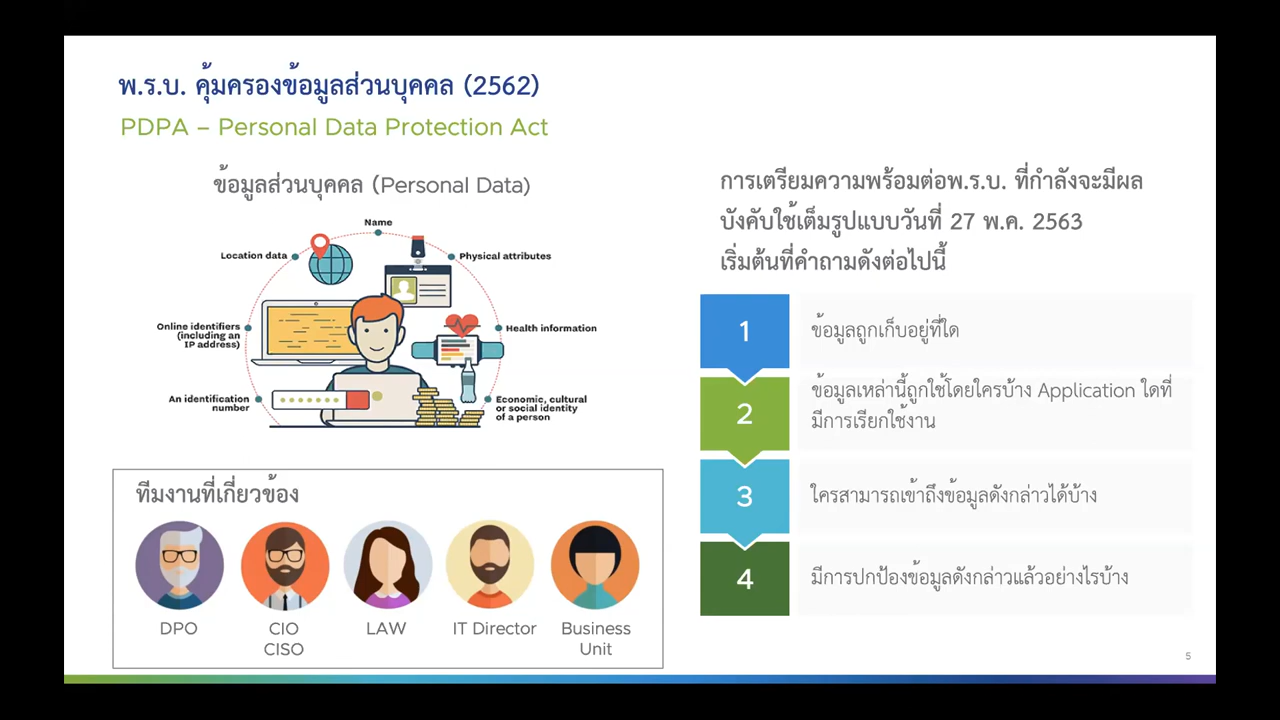 พ.ร.บ. คุ้มครองข้อมูลส่วนบุคคล (2562)
PDPA – Personal Data Protection Act
ข้อมูลส่วนบุคคล (Personal Data)
Name
Location data
Physical attributes
Online identifiers
(including an
IP address)
Health information
An identification
number
Economic, cultural
or social identity
of a person
ทีมงานที่เกี่ยวข้อง
DPO
CIO
CISO
LAW
IT Director
Business
Unit
การเตรียมความพร้อมต่อพ.ร.บ. ที่กำลังจะมีผล
บังคับใช้เต็มรูปแบบวันที่ 27 พ.ค. 2563
เริ่มต้นที่คำถามดังต่อไปนี้
1
ข้อมูลถูกเก็บอยู่ที่ใด
2
ข้อมูลเหล่านี้ถูกใช้โดยใครบ้าง Application ใดที่
มีการเรียกใช้งาน
3
ใครสามารถเข้าถึงข้อมูลดังกล่าวได้บ้าง
4
มีการปกป้องข้อมูลดังกล่าวแล้วอย่างไรบ้าง
5